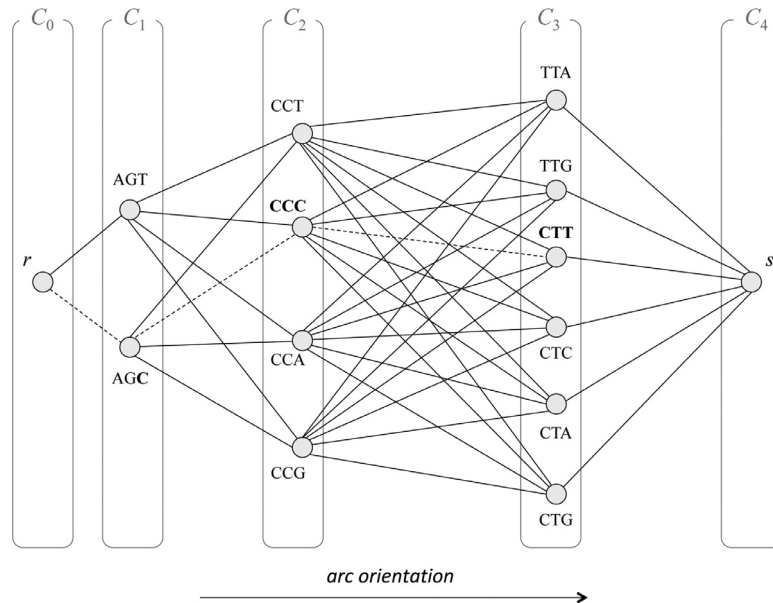 C₀ C₁ C₂ C₃ C₄
TTA
CCT
TTG
AGT
CCC
CTT
r
s
CTC
CCA
AGC
CTA
CCG
CTG
arc orientation